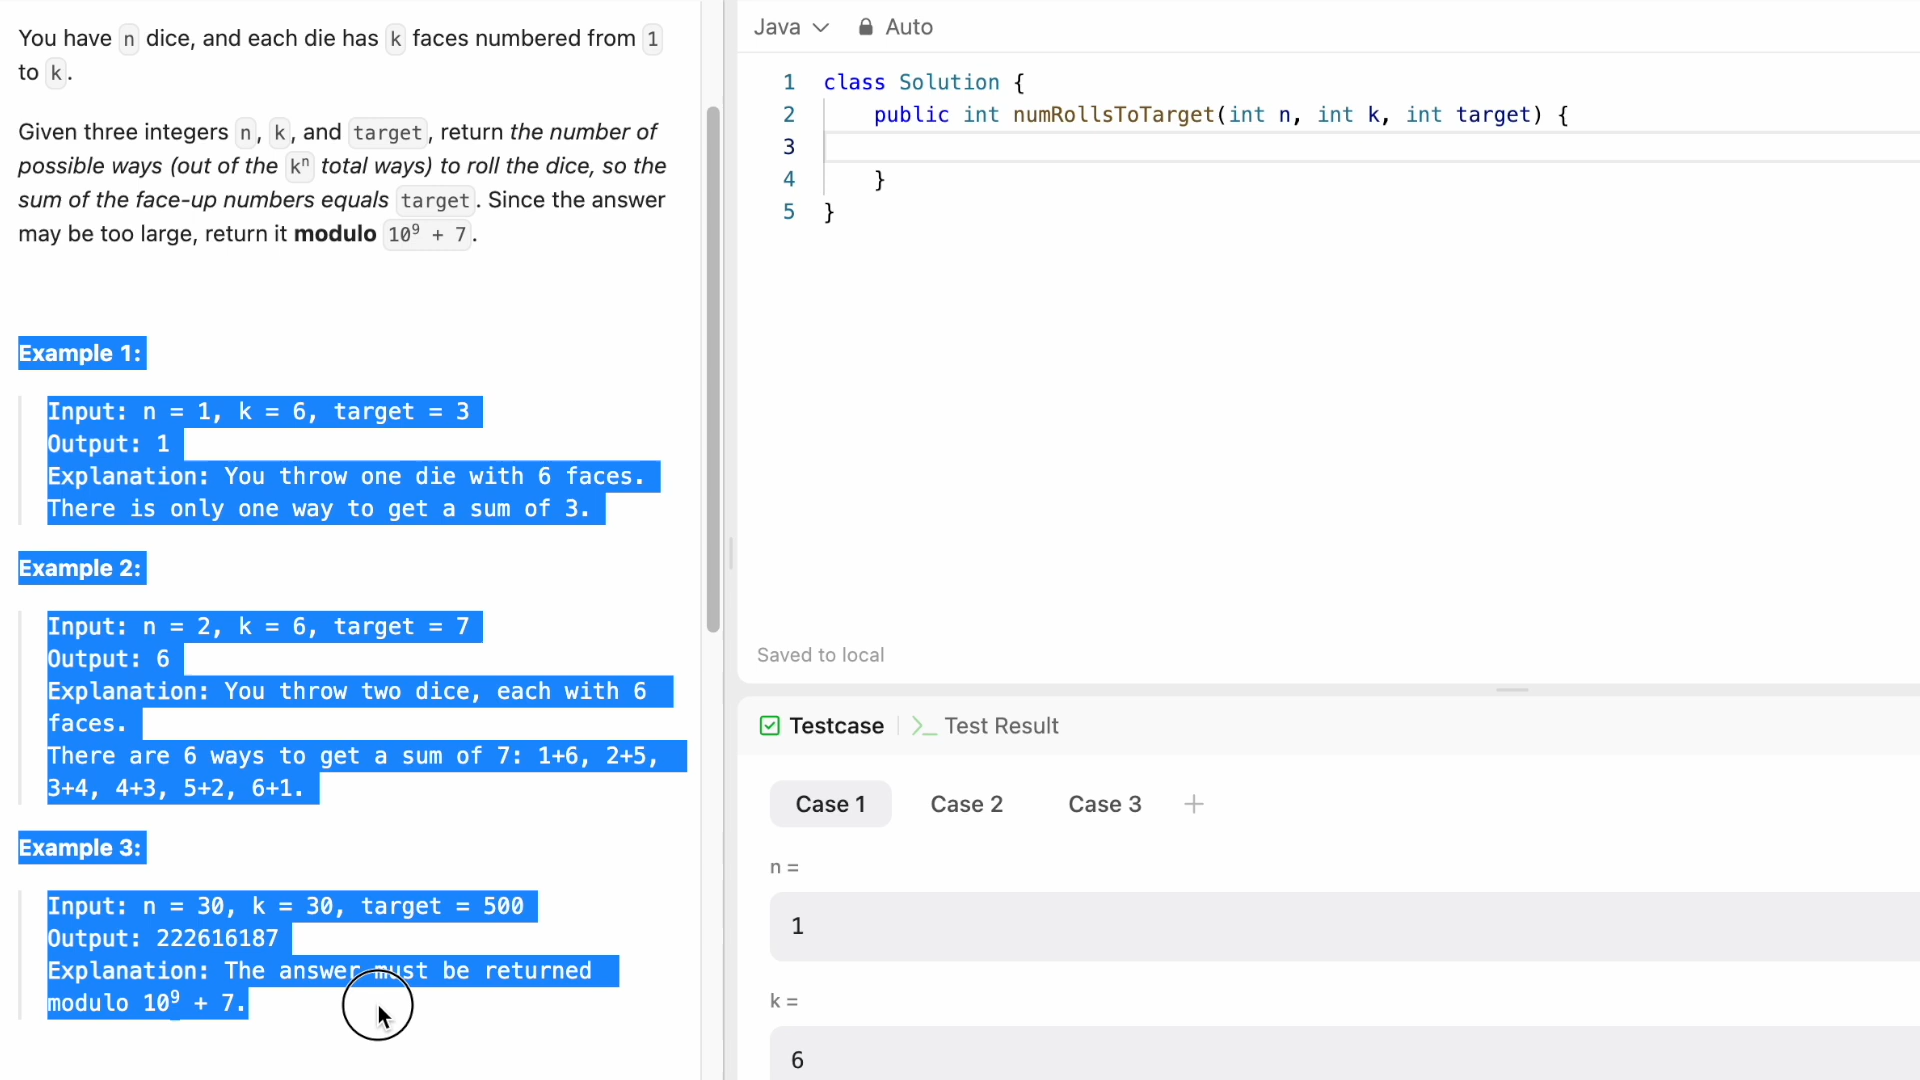 You have n dice, and each die has k faces numbered from 1
to k.
Given three integers n, k, and target, return the number of
possible ways (out of the kⁿ total ways) to roll the dice, so the
sum of the face-up numbers equals target. Since the answer
may be too large, return it modulo 10⁹ + 7.
Example 1:
Input: n = 1, k = 6, target = 3
Output: 1
Explanation: You throw one die with 6 faces.
There is only one way to get a sum of 3.
Example 2:
Input: n = 2, k = 6, target = 7
Output: 6
Explanation: You throw two dice, each with 6
faces.
There are 6 ways to get a sum of 7: 1+6, 2+5,
3+4, 4+3, 5+2, 6+1.
Example 3:
Input: n = 30, k = 30, target = 500
Output: 222616187
Explanation: The answer must be returned
modulo 10⁹ + 7.
Java Auto
1 class Solution {
2 public int numRollsToTarget(int n, int k, int target) {
3
4 }
5 }
Saved to local
Testcase >_ Test Result
Case 1 Case 2 Case 3 +
n =
1
k =
6